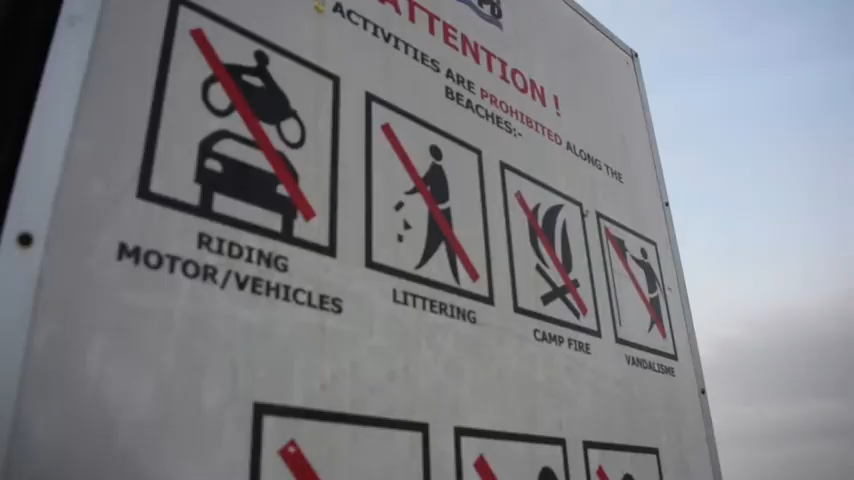 ATTENTION !
ACTIVITIES ARE PROHIBITED ALONG THE
BEACHES:-
RIDING
MOTOR/VEHICLES
LITTERING
CAMP FIRE
VANDALISME